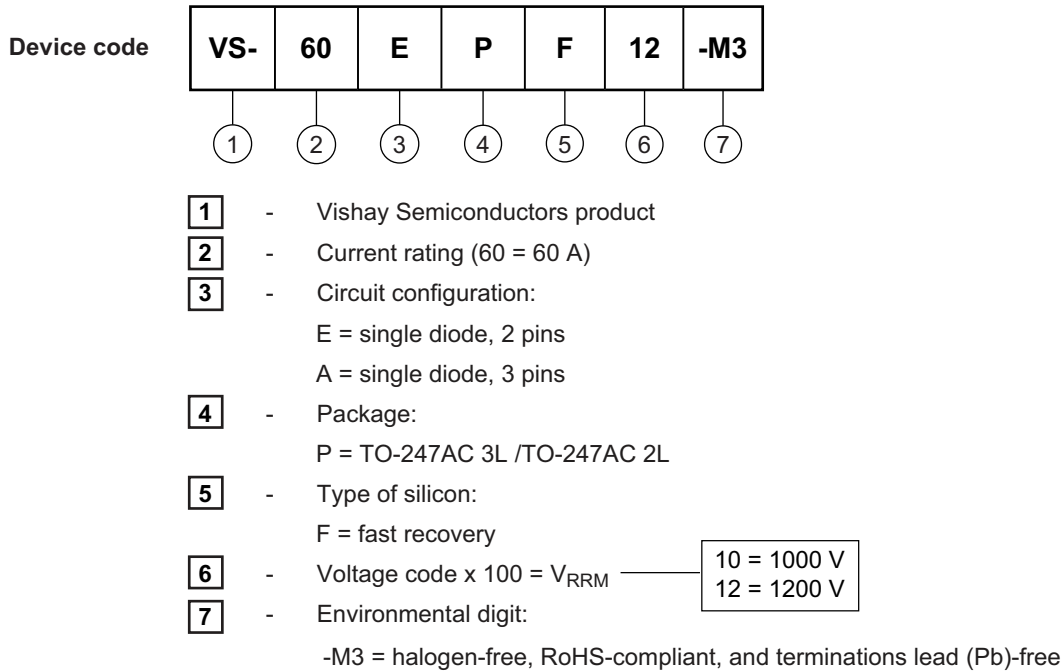 Device code VS- 60 E P F 12 -M3
1 2 3 4 5 6 7
1 - Vishay Semiconductors product
2 - Current rating (60 = 60 A)
3 - Circuit configuration:
E = single diode, 2 pins
A = single diode, 3 pins
4 - Package:
P = TO-247AC 3L /TO-247AC 2L
5 - Type of silicon:
F = fast recovery
6 - Voltage code x 100 = VRRM
10 = 1000 V
12 = 1200 V
7 - Environmental digit:
-M3 = halogen-free, RoHS-compliant, and terminations lead (Pb)-free